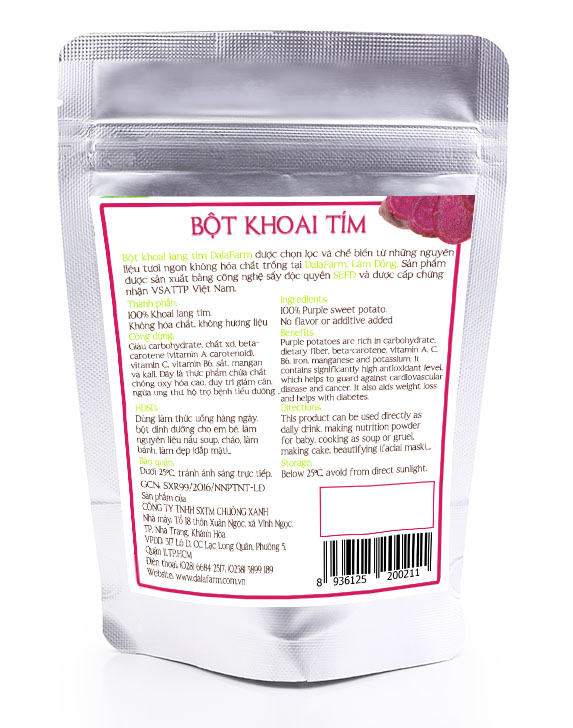 BỘT KHOAI TÍM
Bột khoai lang tím DalaFarm được chọn lọc và chế biến từ những nguyên
liệu tươi ngon không hóa chất trồng tại DalaFarm, Lâm Đồng. Sản phẩm
được sản xuất bằng công nghệ sấy độc quyền SEFD và được cấp chứng
nhận VSATTP Việt Nam.
Thành phần.
100% Khoai lang tím.
Không hóa chất, không hương liệu
Công dụng.
Giàu carbohydrate, chất xơ, beta-
carotene (vitamin A carotenoid),
vitamin C, vitamin B6, sắt, mangan
và kali. Đây là thực phẩm chứa chất
chống oxy hóa cao, duy trì giảm cân,
ngừa ung thư hỗ trợ bệnh tiểu đường ..
HDSD.
Dùng làm thức uống hàng ngày,
bột dinh dưỡng cho em bé, làm
nguyên liệu nấu soup, cháo, làm
bánh, làm đẹp (đắp mặt)...
Bảo quản.
Dưới 25ºC, tránh ánh sáng trực tiếp.
Ingredients.
100% Purple sweet potato.
No flavor or additive added
Benefits.
Purple potatoes are rich in carbohydrate,
dietary fiber, beta-carotene, vitamin A, C,
B6, iron, manganese and potassium. It
contains significantly high antioxidant level,
which helps to guard against cardiovascular
disease and cancer. It also aids weight loss
and helps with diabetes.
Directions.
This product can be used directly as
daily drink, making nutrition powder
for baby, cooking as soup or gruel,
making cake, beautifying (facial mask)...
Storage.
Below 25ºC, avoid from direct sunlight.
GCN: SXR99/2016/NNPTNT-LĐ
Sản phẩm của
CÔNG TY TNHH SXTM CHUỒNG XANH
Nhà máy: Tổ 18 thôn Xuân Ngọc, xã Vĩnh Ngọc,
TP. Nha Trang, Khánh Hòa
VPĐD: 317 Lô D, CC Lạc Long Quân, Phường 5,
Quận 11,TP.HCM
Điện thoại: (028) 6684 2517, (0258) 3899 189
Website: www.dalafarm.com.vn
8 936125 200211